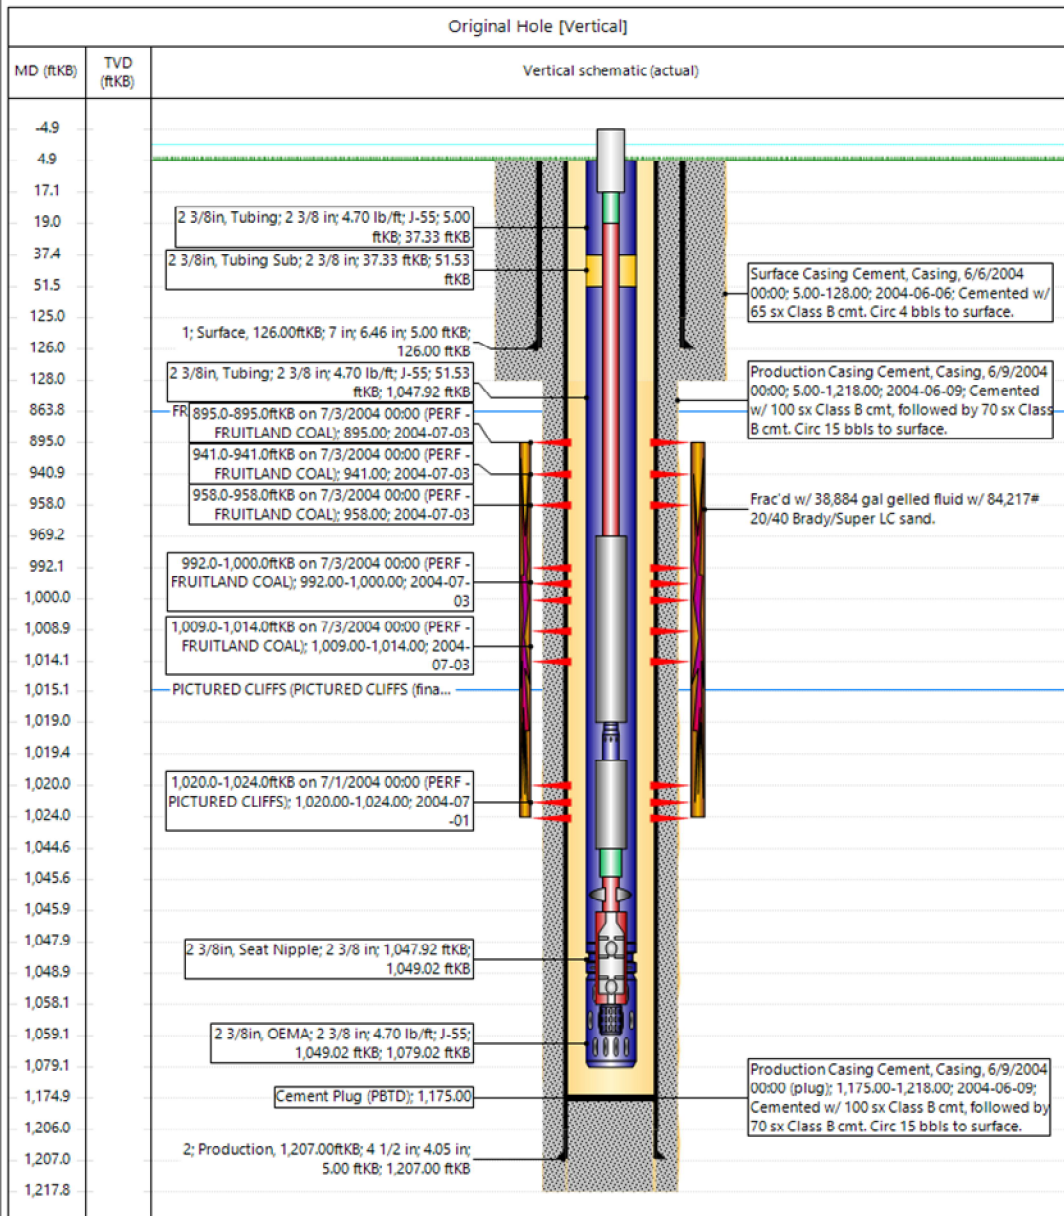 Original Hole [Vertical]
MD (ftKB)
TVD
(ftKB)
Vertical schematic (actual)
-4.9
4.9
17.1
19.0
37.4
51.5
125.0
126.0
128.0
863.8
895.0
940.9
958.0
969.2
992.1
1,000.0
1,008.9
1,014.1
1,015.1
1,019.0
1,019.4
1,020.0
1,024.0
1,044.6
1,045.6
1,045.9
1,047.9
1,048.9
1,058.1
1,059.1
1,079.1
1,174.9
1,206.0
1,207.0
1,217.8
2 3/8in, Tubing; 2 3/8 in; 4.70 lb/ft; J-55; 5.00
ftKB; 37.33 ftKB
2 3/8in, Tubing Sub; 2 3/8 in; 37.33 ftKB; 51.53
ftKB
1; Surface, 126.00ftKB; 7 in; 6.46 in; 5.00 ftKB;
126.00 ftKB
2 3/8in, Tubing; 2 3/8 in; 4.70 lb/ft; J-55; 51.53
ftKB; 1,047.92 ftKB
FR
895.0-895.0ftKB on 7/3/2004 00:00 (PERF -
FRUITLAND COAL); 895.00; 2004-07-03
941.0-941.0ftKB on 7/3/2004 00:00 (PERF -
FRUITLAND COAL); 941.00; 2004-07-03
958.0-958.0ftKB on 7/3/2004 00:00 (PERF -
FRUITLAND COAL); 958.00; 2004-07-03
992.0-1,000.0ftKB on 7/3/2004 00:00 (PERF -
FRUITLAND COAL); 992.00-1,000.00; 2004-07-
03
1,009.0-1,014.0ftKB on 7/3/2004 00:00 (PERF -
FRUITLAND COAL); 1,009.00-1,014.00; 2004-
07-03
PICTURED CLIFFS (PICTURED CLIFFS (fina...
1,020.0-1,024.0ftKB on 7/1/2004 00:00 (PERF -
PICTURED CLIFFS); 1,020.00-1,024.00; 2004-07
-01
2 3/8in, Seat Nipple; 2 3/8 in; 1,047.92 ftKB;
1,049.02 ftKB
2 3/8in, OEMA; 2 3/8 in; 4.70 lb/ft; J-55;
1,049.02 ftKB; 1,079.02 ftKB
Cement Plug (PBTD); 1,175.00
2; Production, 1,207.00ftKB; 4 1/2 in; 4.05 in;
5.00 ftKB; 1,207.00 ftKB
Surface Casing Cement, Casing, 6/6/2004
00:00; 5.00-128.00; 2004-06-06; Cemented w/
65 sx Class B cmt. Circ 4 bbls to surface.
Production Casing Cement, Casing, 6/9/2004
00:00; 5.00-1,218.00; 2004-06-09; Cemented
w/ 100 sx Class B cmt, followed by 70 sx Class
B cmt. Circ 15 bbls to surface.
Frac'd w/ 38,884 gal gelled fluid w/ 84,217#
20/40 Brady/Super LC sand.
Production Casing Cement, Casing, 6/9/2004
00:00 (plug); 1,175.00-1,218.00; 2004-06-09;
Cemented w/ 100 sx Class B cmt, followed by
70 sx Class B cmt. Circ 15 bbls to surface.